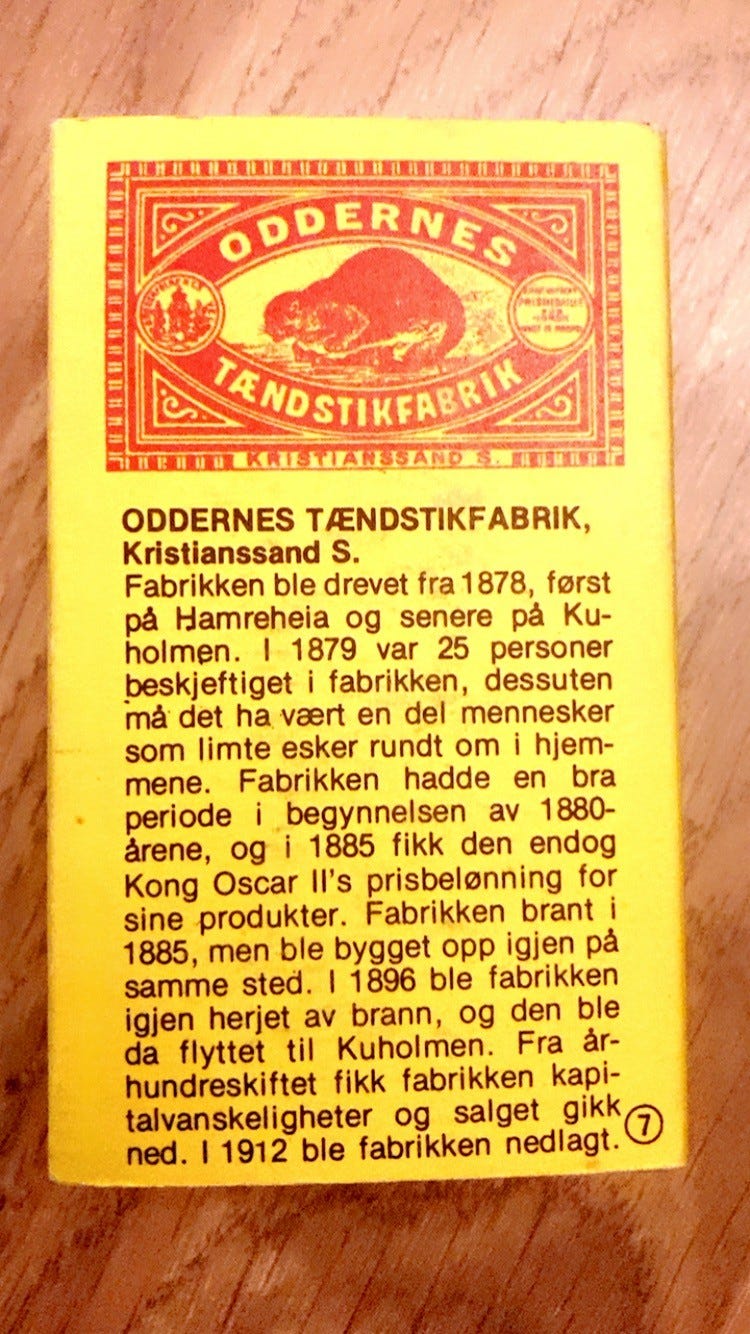 ODDERNES
TÆNDSTIKFABRIK
KRISTIANSSAND S.
ODDERNES TÆNDSTIKFABRIK,
Kristianssand S.
Fabrikken ble drevet fra 1878, først
på Hamreheia og senere på Ku-
holmen. I 1879 var 25 personer
beskjeftiget i fabrikken, dessuten
må det ha vært en del mennesker
som limte esker rundt om i hjem-
mene. Fabrikken hadde en bra
periode i begynnelsen av 1880-
årene, og i 1885 fikk den endog
Kong Oscar II's prisbelønning for
sine produkter. Fabrikken brant i
1885, men ble bygget opp igjen på
samme sted. I 1896 ble fabrikken
igjen herjet av brann, og den ble
da flyttet til Kuholmen. Fra år-
hundreskiftet fikk fabrikken kapi-
talvanskeligheter og salget gikk
ned. I 1912 ble fabrikken nedlagt.
7